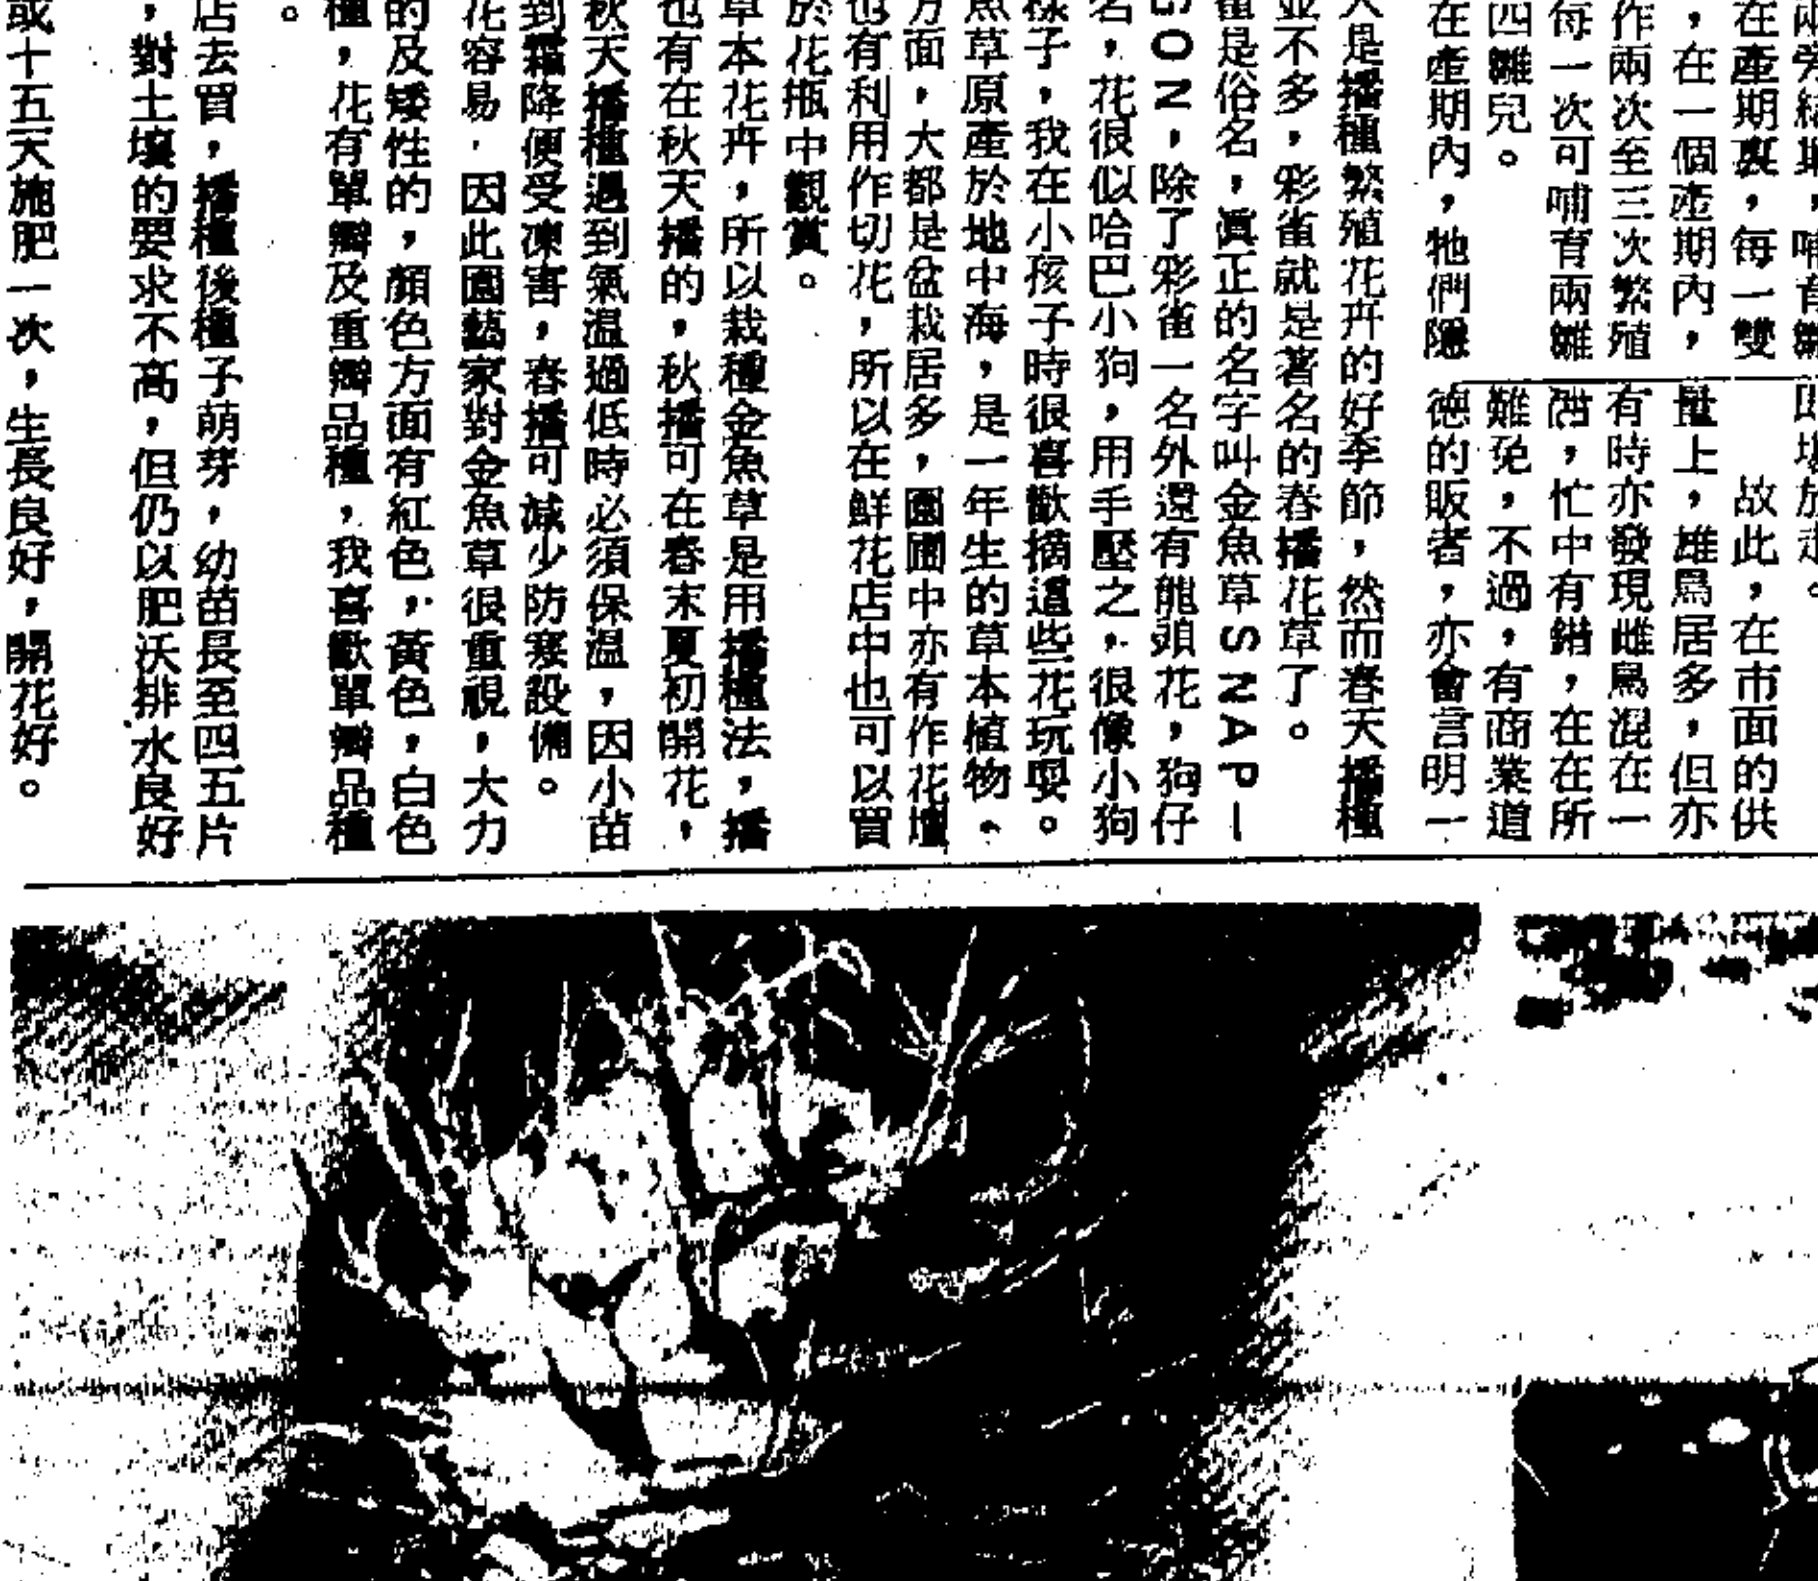 在產期裏，每一雙
，在一個產期內，
作兩次至三次繁殖
每一次可哺育兩雛
四雛兒。
在產期內，牠們隱
故此，在市面的供
量上，雄鳥居多，但亦
有時亦發現雌鳥混在一
，忙中有錯，在在所
難免，不過，有商業道
德的販者，亦會言明一
是播種繁殖花卉的好季節，然而春天播種
並不多，彩雀就是著名的春播花草了。
雀是俗名，真正的名字叫金魚草SNAP—
GON，除了彩雀一名外還有龍頭花，狗仔
名，花很似哈巴小狗，用手壓之，很像小狗
樣子，我在小孩子時很喜歡摘這些花玩耍。
魚草原產於地中海，是一年生的草本植物，
方面，大都是盆栽居多，園圃中亦有作花壇
也有利用作切花，所以在鮮花店中也可以買
於花瓶中觀賞。
草本花卉，所以栽種金魚草是用播種法，播
也有在秋天播的，秋播可在春末夏初開花，
秋天播種遇到氣温過低時必須保温，因小苗
到霜降便受凍害，春播可減少防寒設備。
花容易，因此園藝家對金魚草很重視，大力
的及矮性的，顏色方面有紅色，黃色，白色
種，花有單瓣及重瓣品種，我喜歡單瓣品種
。
店去買，播種後種子萌芽，幼苗長至四五片
，對土壤的要求不高，但仍以肥沃排水良好
或十五天施肥一次，生長良好，開花好。